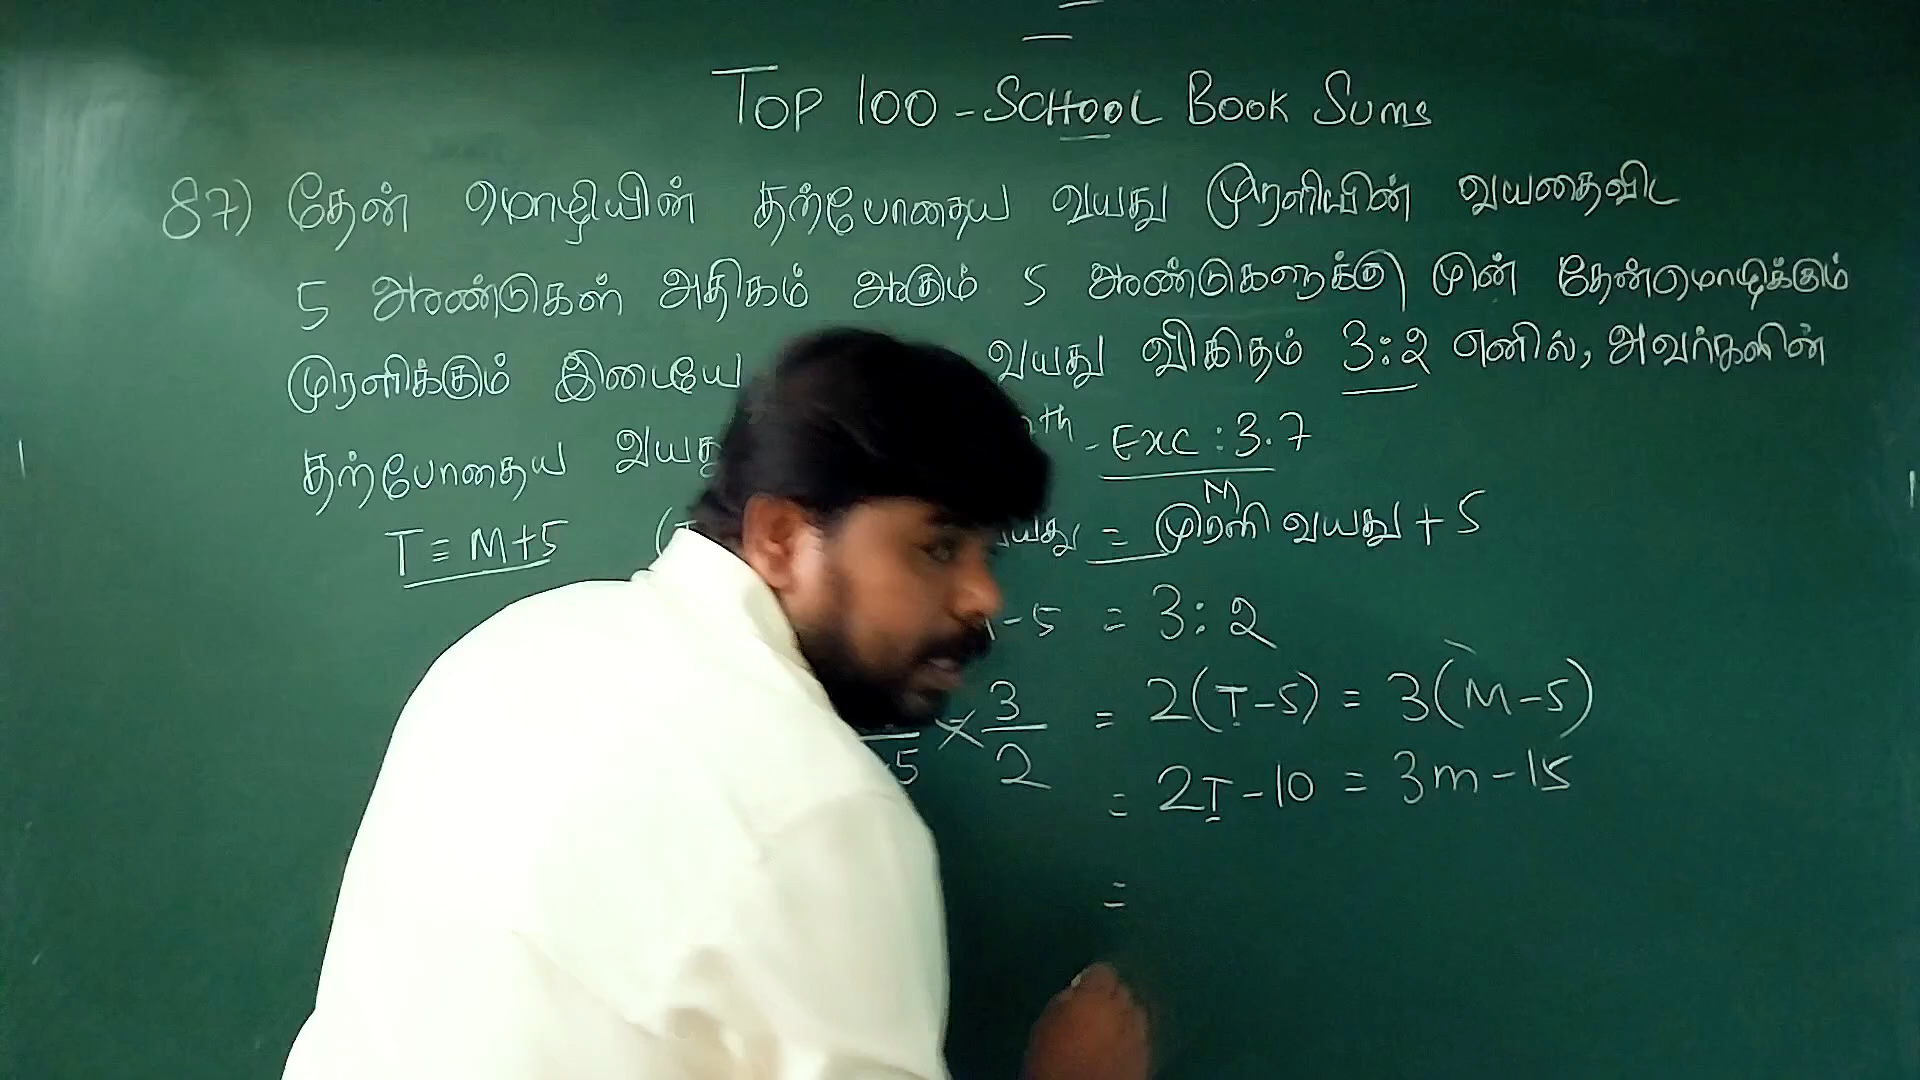 Top 100 - School Book Sums
87) தேன் மொழியின் தற்போதைய வயது முரளியின் வயதைவிட
5 ஆண்டுகள் அதிகம் ஆகும் 5 ஆண்டுகளுக்கு முன் தேன்மொழிக்கும்
முரளிக்கும் இடையே வயது விகிதம் 3:2 எனில், அவர்களின்
தற்போதைய th - Exc : 3.7
M
T = M+5 = முரளி வயது + 5
-5 = 3:2
3/2 = 2(T-5) = 3(M-5)
= 2T-10 = 3m-15
=